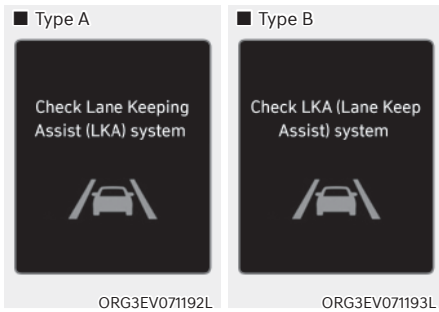 ■ Type A
Check Lane Keeping
Assist (LKA) system
ORG3EV071192L
■ Type B
Check LKA (Lane Keep
Assist) system
ORG3EV071193L